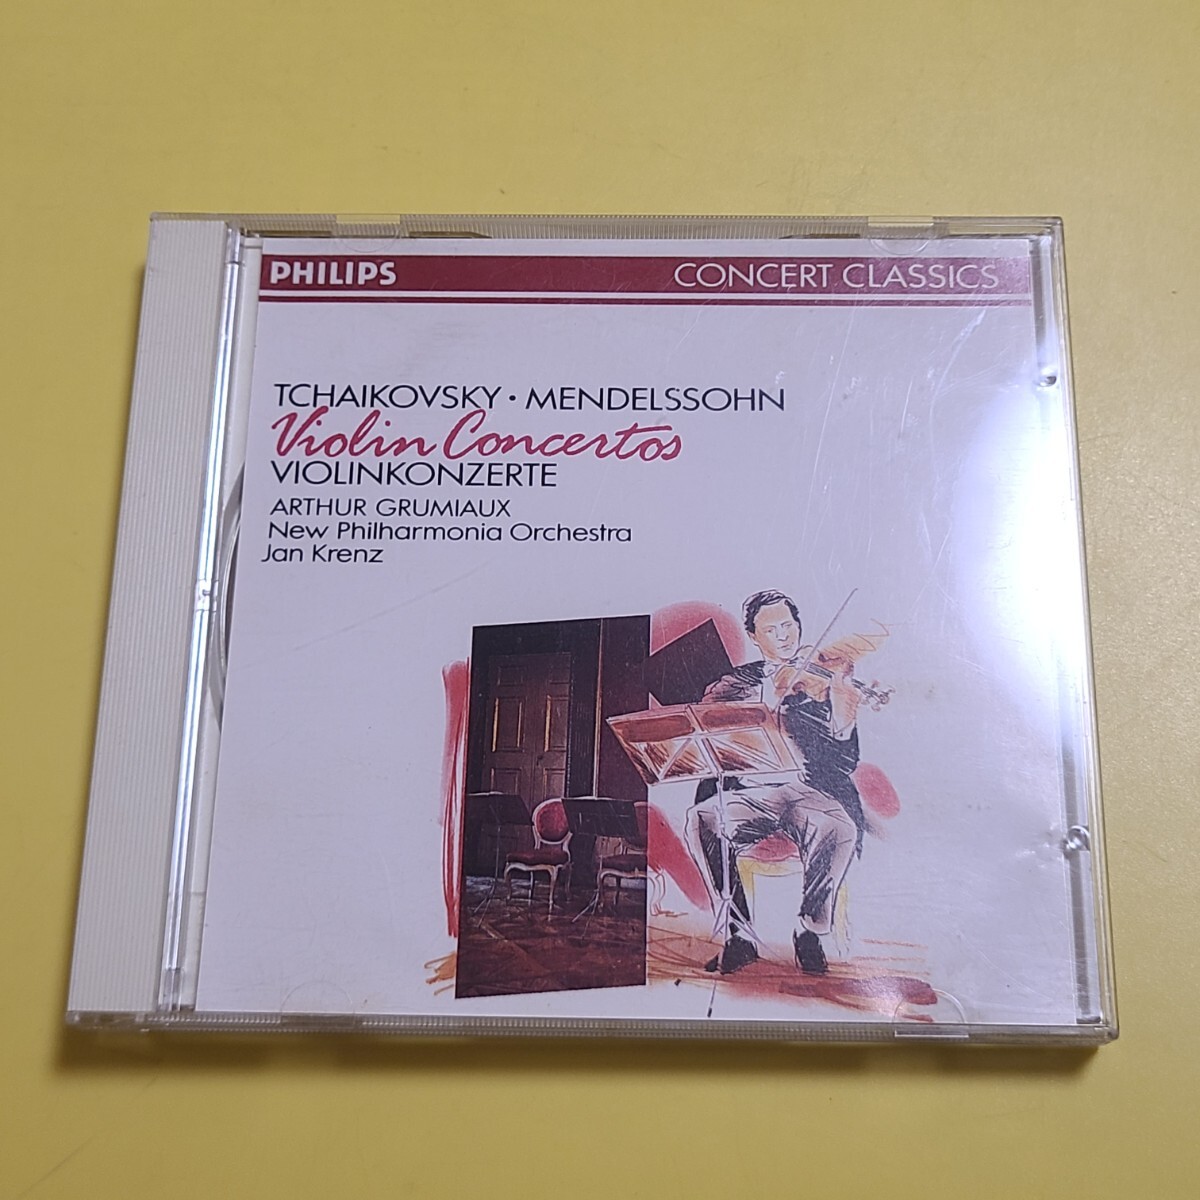 PHILIPS CONCERT CLASSICS
TCHAIKOVSKY · MENDELSSOHN
Violin Concertos
VIOLINKONZERTE
ARTHUR GRUMIAUX
New Philharmonia Orchestra
Jan Krenz